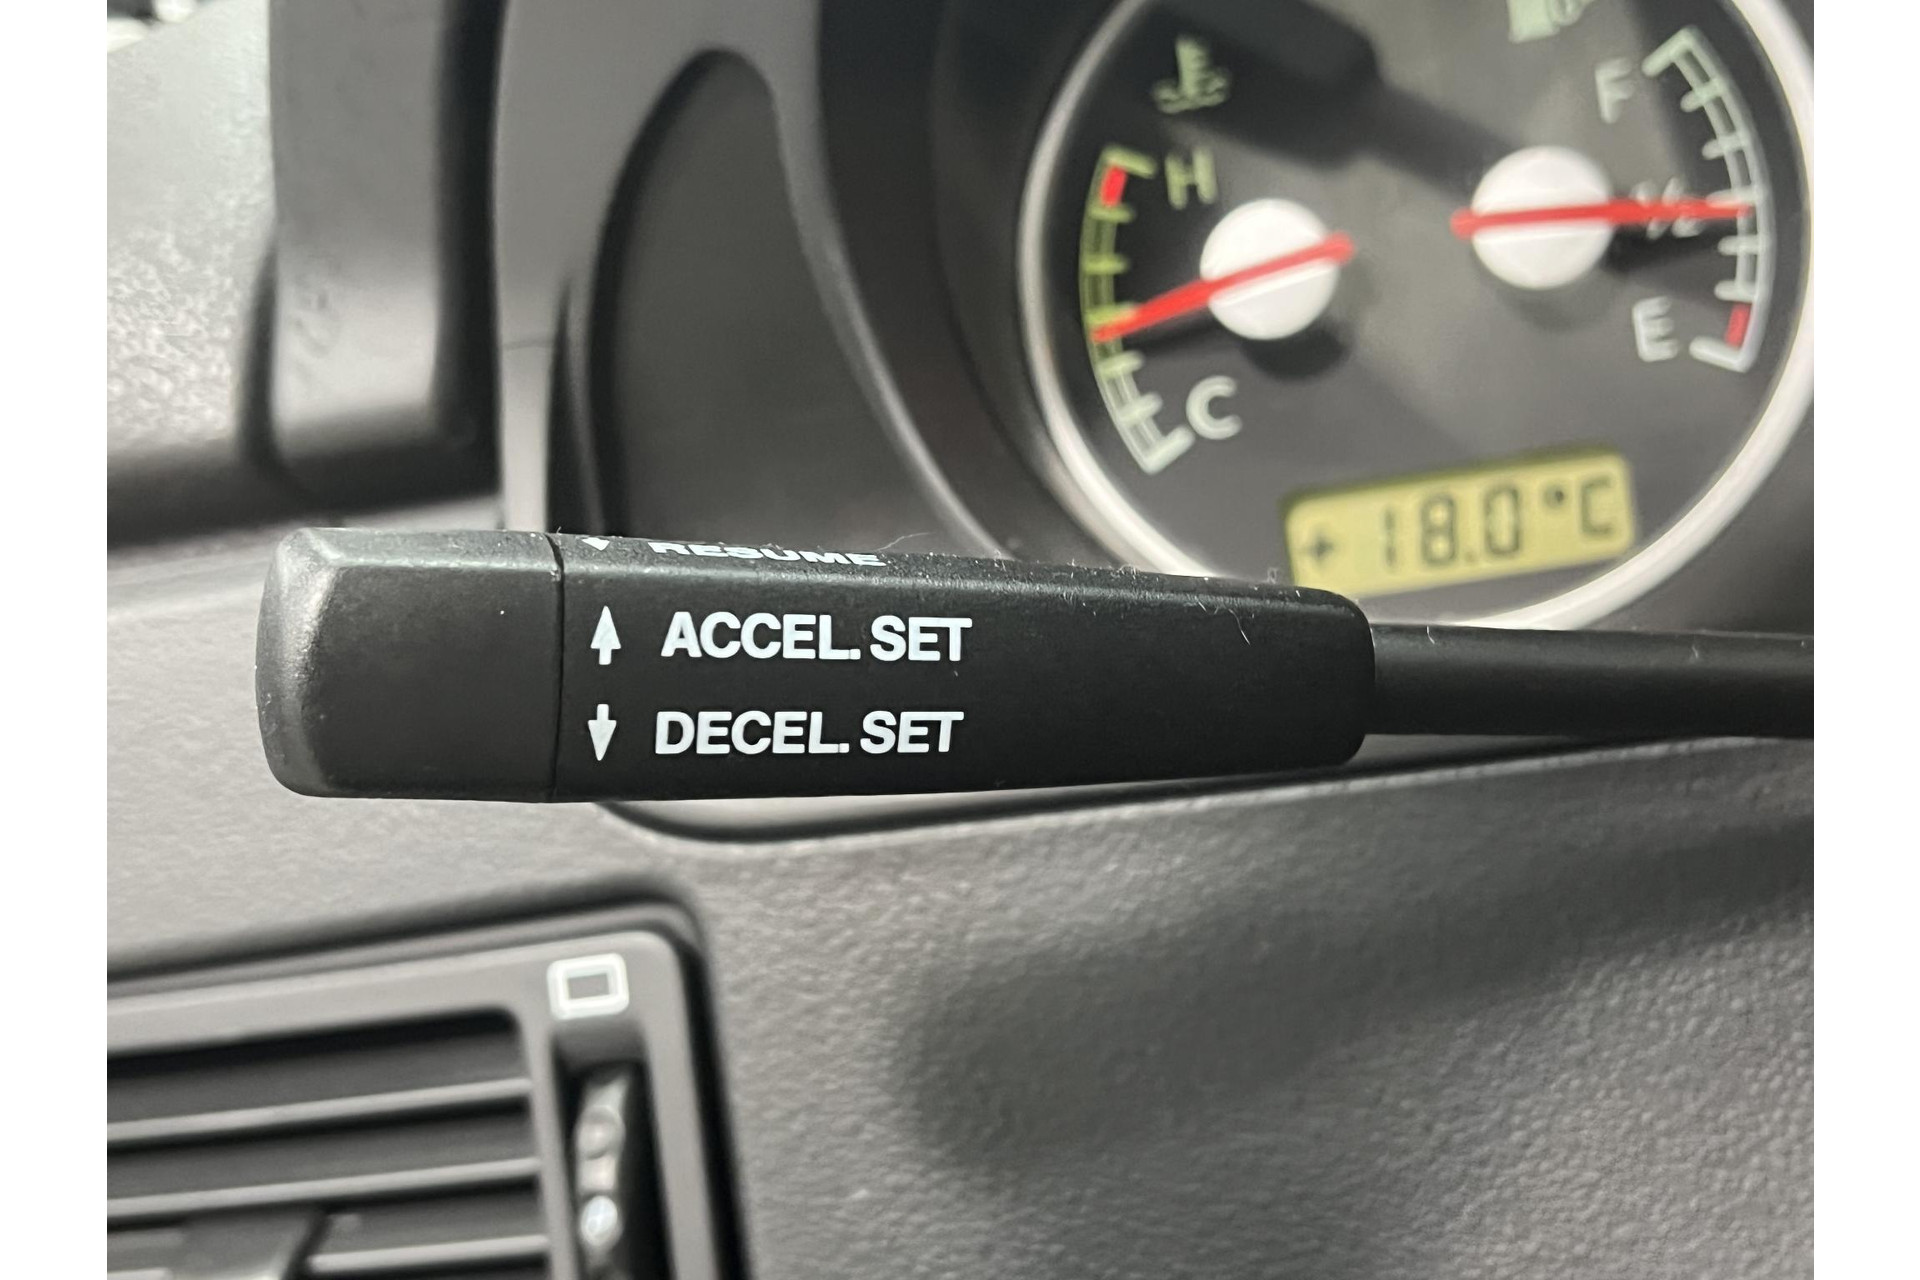 H
F
1/2
E
C
+ 18.0°C
RESUME
ACCEL. SET
DECEL. SET